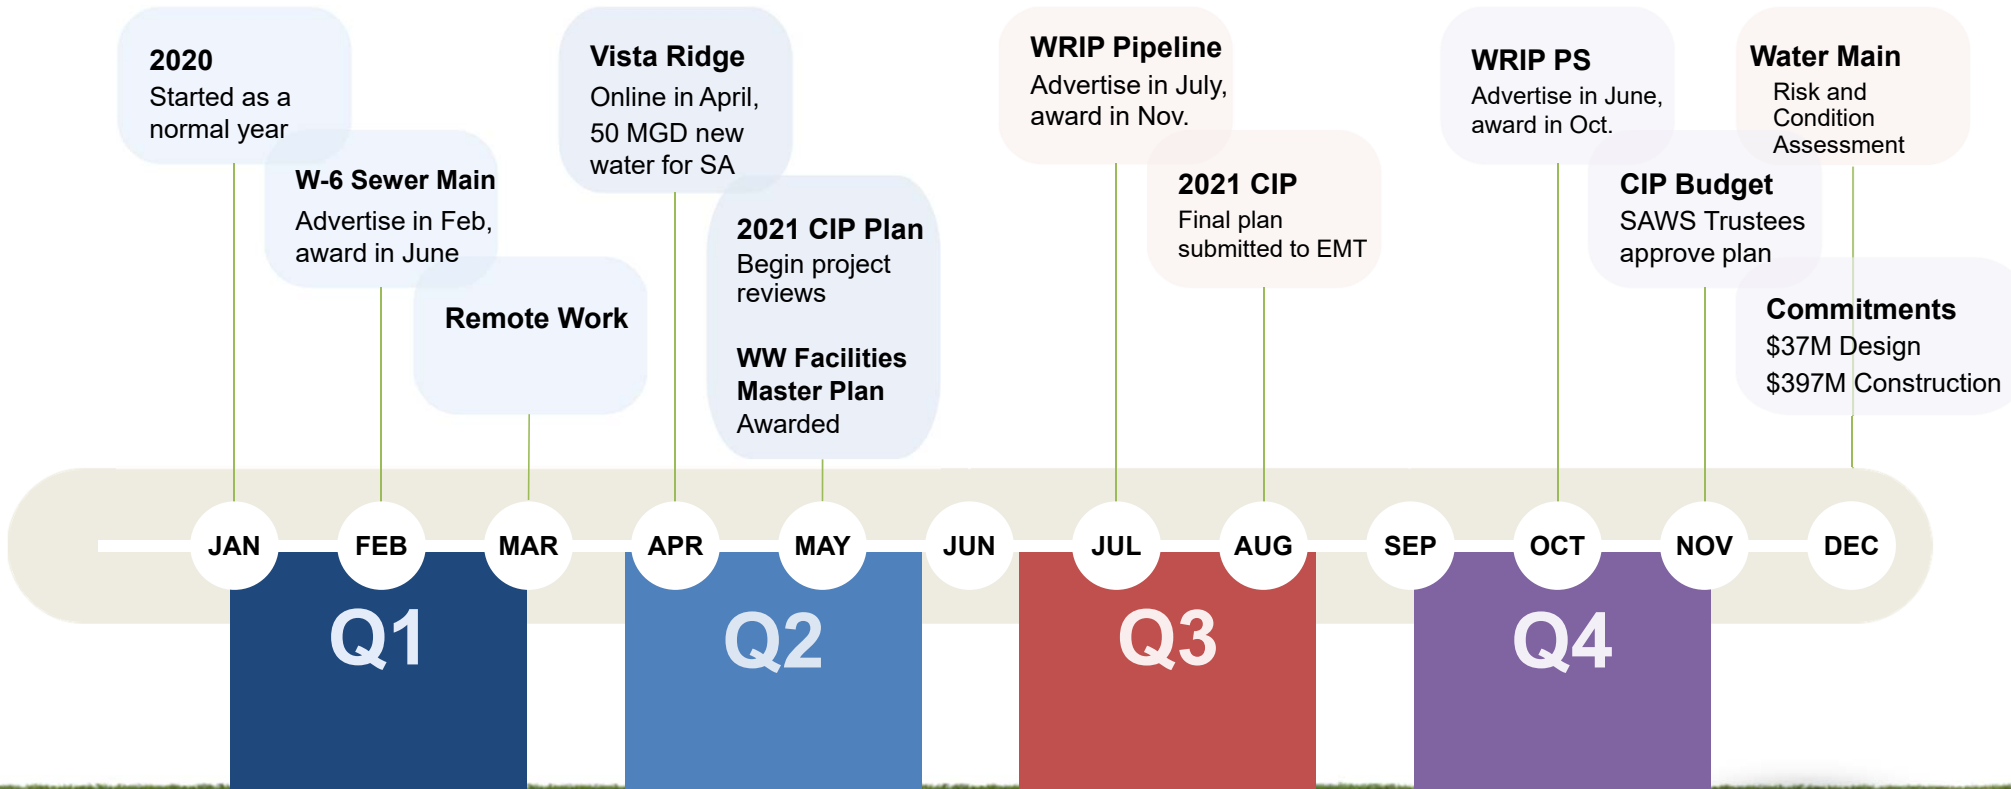 2020
Started as a
normal year
W-6 Sewer Main
Advertise in Feb,
award in June
Remote Work
Vista Ridge
Online in April,
50 MGD new
water for SA
2021 CIP Plan
Begin project
reviews
WW Facilities
Master Plan
Awarded
WRIP Pipeline
Advertise in July,
award in Nov.
2021 CIP
Final plan
submitted to EMT
WRIP PS
Advertise in June,
award in Oct.
CIP Budget
SAWS Trustees
approve plan
Water Main
Risk and
Condition
Assessment
Commitments
$37M Design
$397M Construction
JAN FEB MAR APR MAY JUN JUL AUG SEP OCT NOV DEC
Q1 Q2 Q3 Q4